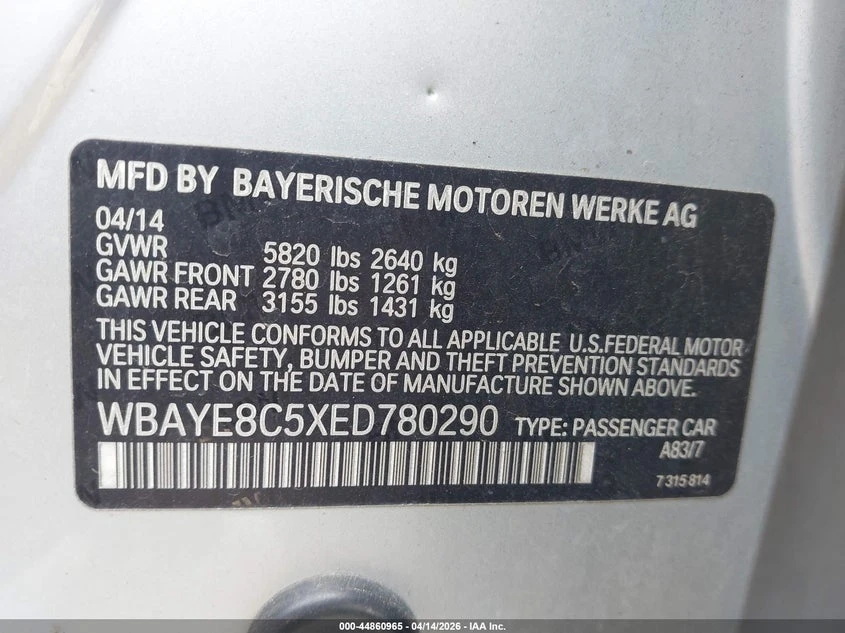 MFD BY BAYERISCHE MOTOREN WERKE AG
04/14
GVWR 5820 lbs 2640 kg
GAWR FRONT 2780 lbs 1261 kg
GAWR REAR 3155 lbs 1431 kg
THIS VEHICLE CONFORMS TO ALL APPLICABLE U.S.FEDERAL MOTOR
VEHICLE SAFETY, BUMPER AND THEFT PREVENTION STANDARDS
IN EFFECT ON THE DATE OF MANUFACTURE SHOWN ABOVE.
WBAYE8C5XED780290 TYPE: PASSENGER CAR
A83/7
7315814
000-44860965 - 04/14/2026 - IAA Inc.